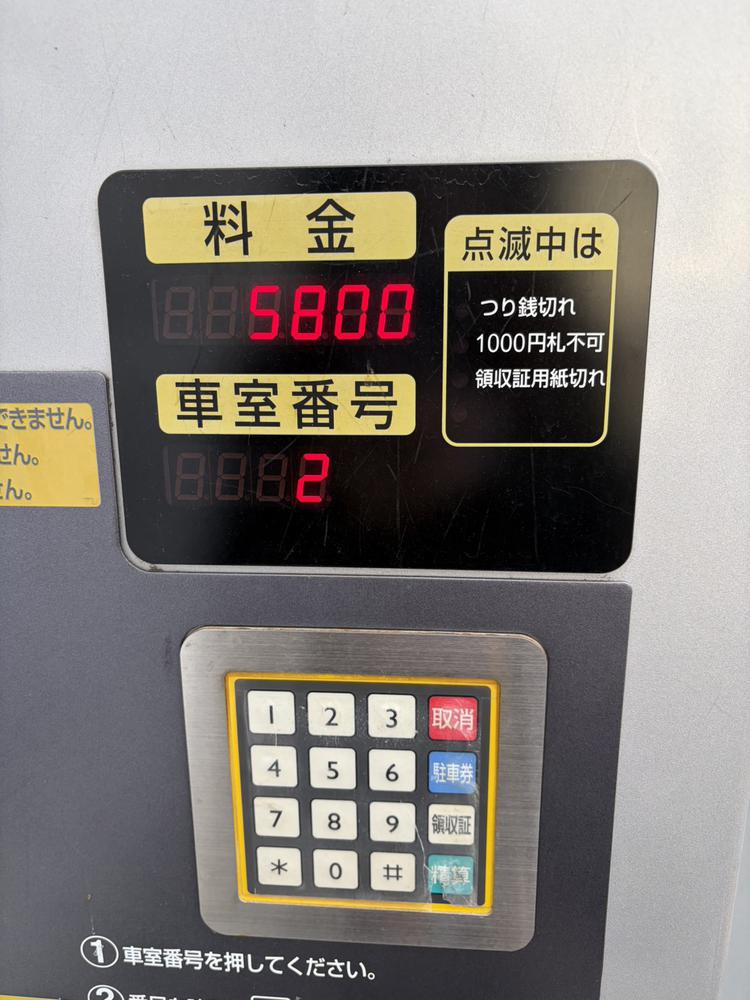 料金
5800
車室番号
2
点滅中は
つり銭切れ
1000円札不可
領収証用紙切れ
できません。
せん。
ん。
1 2 3 取消
4 5 6 駐車券
7 8 9 領収証
* 0 # 精算
①車室番号を押してください。
②